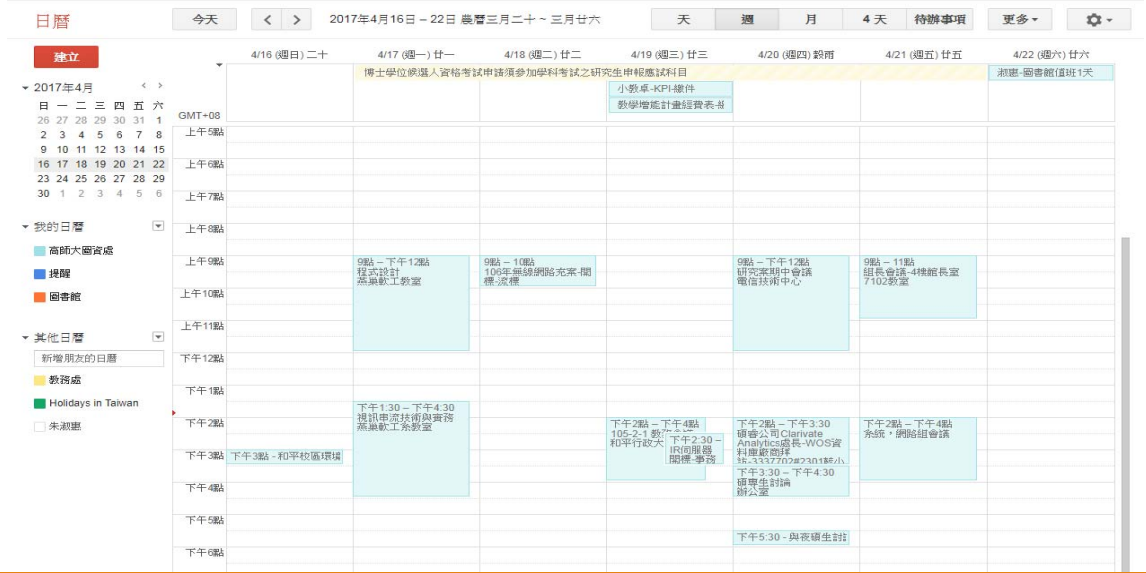 日曆
今天
2017年4月16日 – 22日 農曆三月二十 ~ 三月廿六
天
週
月
4 天
待辦事項
更多
建立
2017年4月
日 一 二 三 四 五 六
26 27 28 29 30 31 1
2 3 4 5 6 7 8
9 10 11 12 13 14 15
16 17 18 19 20 21 22
23 24 25 26 27 28 29
30 1 2 3 4 5 6
我的日曆
高師大圖資處
提醒
圖書館
其他日曆
新增朋友的日曆
教務處
Holidays in Taiwan
朱淑惠
4/16 (週日) 二十
4/17 (週一) 廿一
4/18 (週二) 廿二
4/19 (週三) 廿三
4/20 (週四) 穀雨
4/21 (週五) 廿五
4/22 (週六) 廿六
博士學位候選人資格考試申請須參加學科考試之研究生申報應試科目
淑惠-圖書館值班1天
小教卓-KPI-繳件
教學增能計畫經費表-
GMT+08
上午5點
上午6點
上午7點
上午8點
上午9點
上午10點
上午11點
下午12點
下午1點
下午2點
下午3點
下午4點
下午5點
下午6點
下午3點 - 和平校區環境
9點 – 下午12點
程式設計
燕巢軟工教室
下午1:30 – 下午4:30
視訊串流技術與實務
燕巢軟工系教室
9點 – 10點
106年無線網路充案-開
標-流標
下午2點 – 下午4點
105-2-1
和平行政大
下午2:30 –
IR伺服器
開標-事務
9點 – 下午12點
研究案期中會議
電信技術中心
下午2點 – 下午3:30
碩睿公司Clarivate
Analytics處長-WOS資
料庫廠商拜
下午3:30 – 下午4:30
碩專生討論
辦公室
下午5:30 - 與夜碩生討
9點 – 11點
組長會議-4樓館長室
7102教室
下午2點 – 下午4點
系統，網路組會議